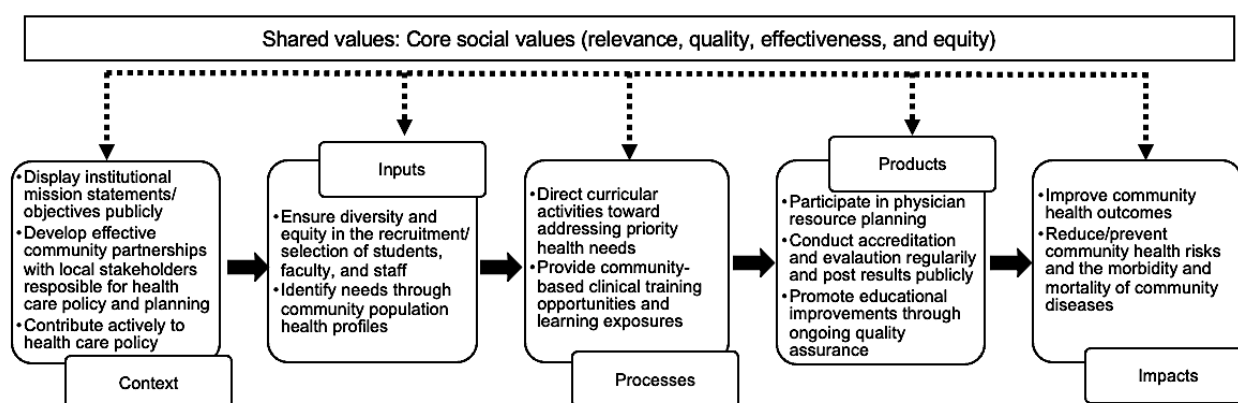 Shared values: Core social values (relevance, quality, effectiveness, and equity)
•Display institutional
mission statements/
objectives publicly
•Develop effective
community partnerships
with local stakeholders
resposible for health
care policy and planning
•Contribute actively to
health care policy
Context
Inputs
•Ensure diversity and
equity in the recruitment/
selection of students,
faculty, and staff
•Identify needs through
community population
health profiles
•Direct curricular
activities toward
addressing priority
health needs
•Provide community-
based clinical training
opportunities and
learning exposures
Processes
Products
•Participate in physician
resource planning
•Conduct accreditation
and evalaution regularily
and post results publicly
•Promote educational
improvements through
ongoing quality
assurance
•Improve community
health outcomes
•Reduce/prevent
community health risks
and the morbidity and
mortality of community
diseases
Impacts